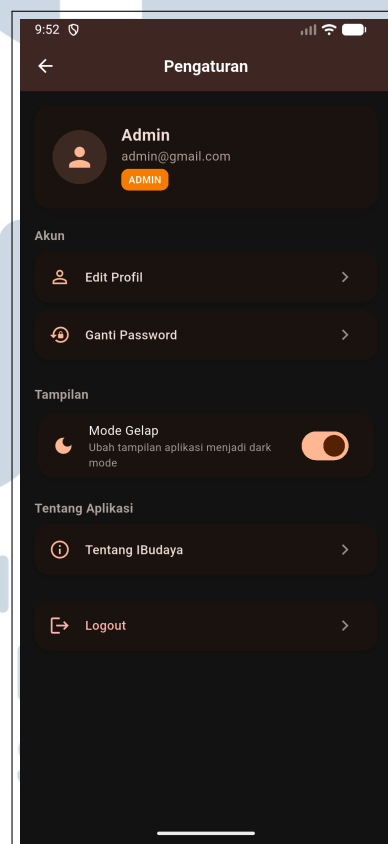 9:52
Pengaturan
Admin
admin@gmail.com
ADMIN
Akun
Edit Profil
Ganti Password
Tampilan
Mode Gelap
Ubah tampilan aplikasi menjadi dark
mode
Tentang Aplikasi
Tentang IBudaya
Logout